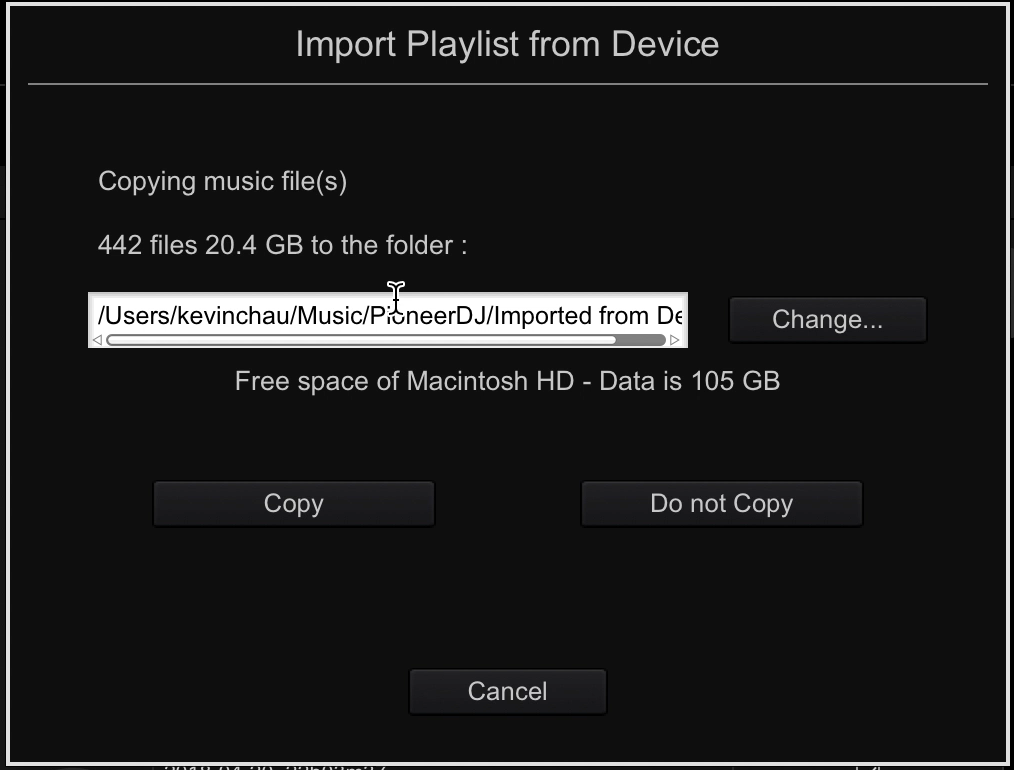 Import Playlist from Device
Copying music file(s)
442 files 20.4 GB to the folder :
/Users/kevinchau/Music/PioneerDJ/Imported from De
Change...
Free space of Macintosh HD - Data is 105 GB
Copy
Do not Copy
Cancel